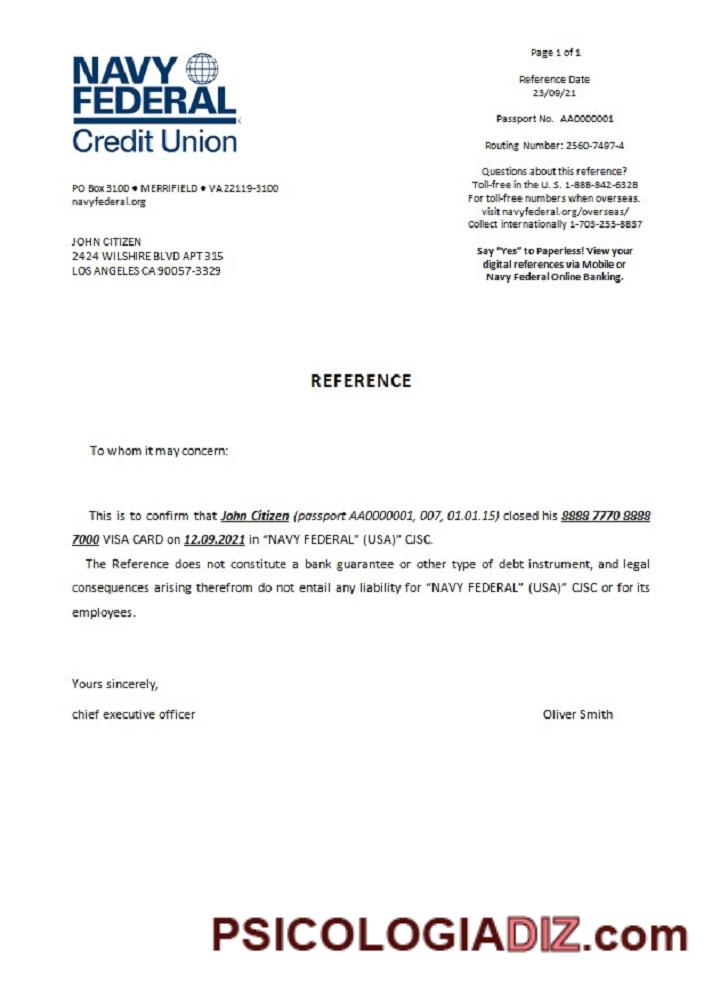 NAVY
FEDERAL
Credit Union
PO Box 3100 • MERRIFIELD • VA 22119-3100
navyfederal.org
JOHN CITIZEN
2424 WILSHIRE BLVD APT 315
LOS ANGELES CA 90057-3329
Page 1 of 1
Reference Date
23/09/21
Passport No. AA0000001
Routing Number: 2560-7497-4
Questions about this reference?
Toll-free in the U. S. 1-888-842-6328
For toll-free numbers when overseas.
visit navyfederal.org/overseas/
Collect internationally 1-703-255-8837
Say "Yes" to Paperless! View your
digital references via Mobile or
Navy Federal Online Banking.
REFERENCE
To whom it may concern:
This is to confirm that John Citizen (passport AA0000001, 007, 01.01.15) closed his 8888 7770 8888
7000 VISA CARD on 12.09.2021 in "NAVY FEDERAL" (USA)" CJSC.
The Reference does not constitute a bank guarantee or other type of debt instrument, and legal
consequences arising therefrom do not entail any liability for "NAVY FEDERAL" (USA)" CJSC or for its
employees.
Yours sincerely,
chief executive officer Oliver Smith
PSICOLOGIADIZ.com